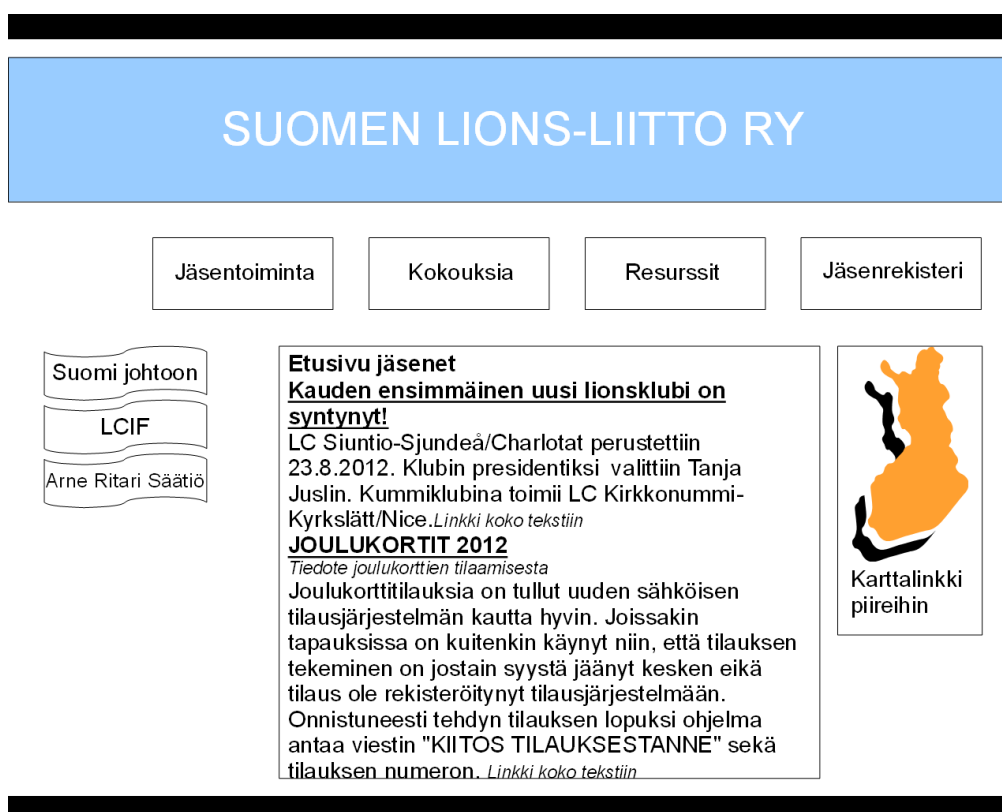 SUOMEN LIONS-LIITTO RY
Jäsentoiminta
Kokouksia
Resurssit
Jäsenrekisteri
Suomi johtoon
LCIF
Arne Ritari Säätiö
Etusivu jäsenet
Kauden ensimmäinen uusi lionsklubi on
syntynyt!
LC Siuntio-Sjundeå/Charlotat perustettiin
23.8.2012. Klubin presidentiksi valittiin Tanja
Juslin. Kummiklubina toimii LC Kirkkonummi-
Kyrkslätt/Nice.Linkki koko tekstiin
JOULUKORTIT 2012
Tiedote joulukorttien tilaamisesta
Joulukorttitilauksia on tullut uuden sähköisen
tilausjärjestelmän kautta hyvin. Joissakin
tapauksissa on kuitenkin käynyt niin, että tilauksen
tekeminen on jostain syystä jäänyt kesken eikä
tilaus ole rekisteröitynyt tilausjärjestelmään.
Onnistuneesti tehdyn tilauksen lopuksi ohjelma
antaa viestin "KIITOS TILAUKSESTANNE" sekä
tilauksen numeron. Linkki koko tekstiin
Karttalinkki
piireihin